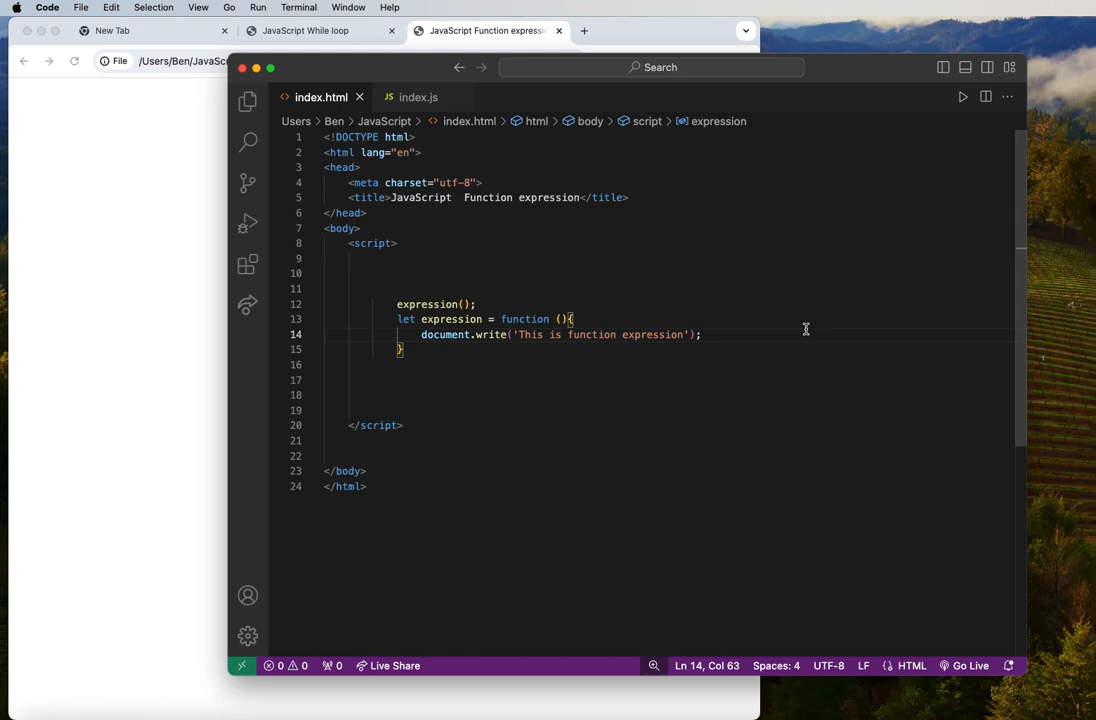 Code File Edit Selection View Go Run Terminal Window Help
New Tab JavaScript While loop JavaScript Function expressi
File /Users/Ben/JavaScr
Search
index.html JS index.js
Users > Ben > JavaScript > index.html > html > body > script > expression
1 <!DOCTYPE html>
2 <html lang="en">
3 <head>
4 <meta charset="utf-8">
5 <title>JavaScript  Function expression</title>
6 </head>
7 <body>
8 <script>
9
10
11
12 expression();
13 let expression = function (){
14 document.write('This is function expression');
15 }
16
17
18
19
20 </script>
21
22
23 </body>
24 </html>
0 0 0 Live Share Ln 14, Col 63 Spaces: 4 UTF-8 LF HTML Go Live